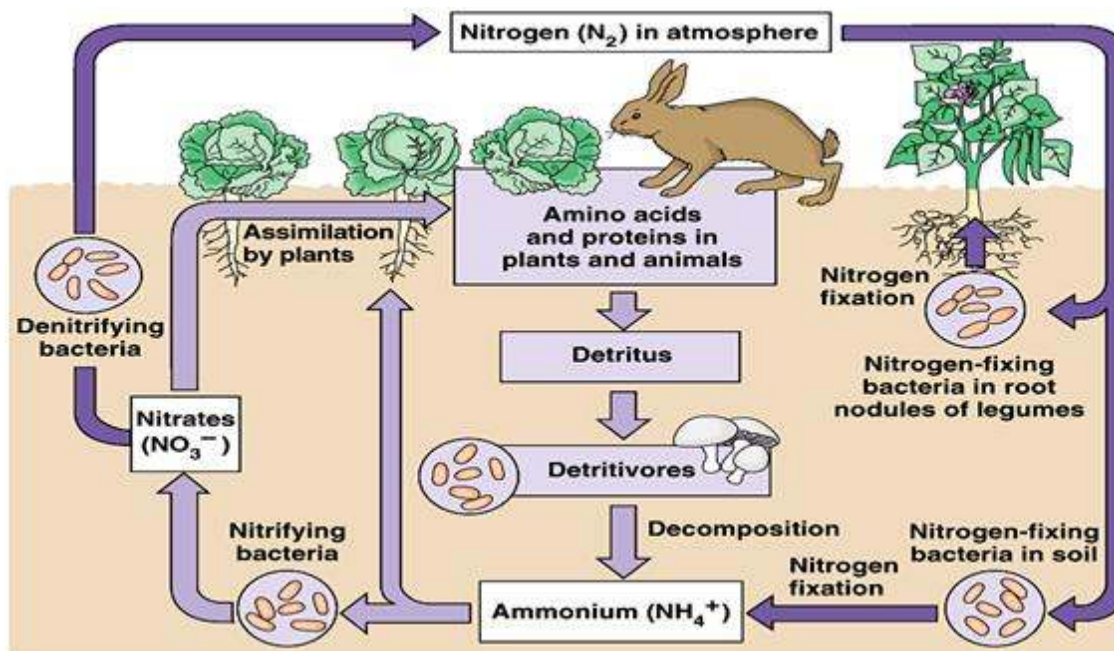 Nitrogen (N₂) in atmosphere
Assimilation
by plants
Amino acids
and proteins in
plants and animals
Nitrogen
fixation
Denitrifying
bacteria
Detritus
Nitrogen-fixing
bacteria in root
nodules of legumes
Nitrates
(NO₃⁻)
Detritivores
Nitrifying
bacteria
Decomposition
Nitrogen-fixing
bacteria in soil
Nitrogen
fixation
Ammonium (NH₄⁺)